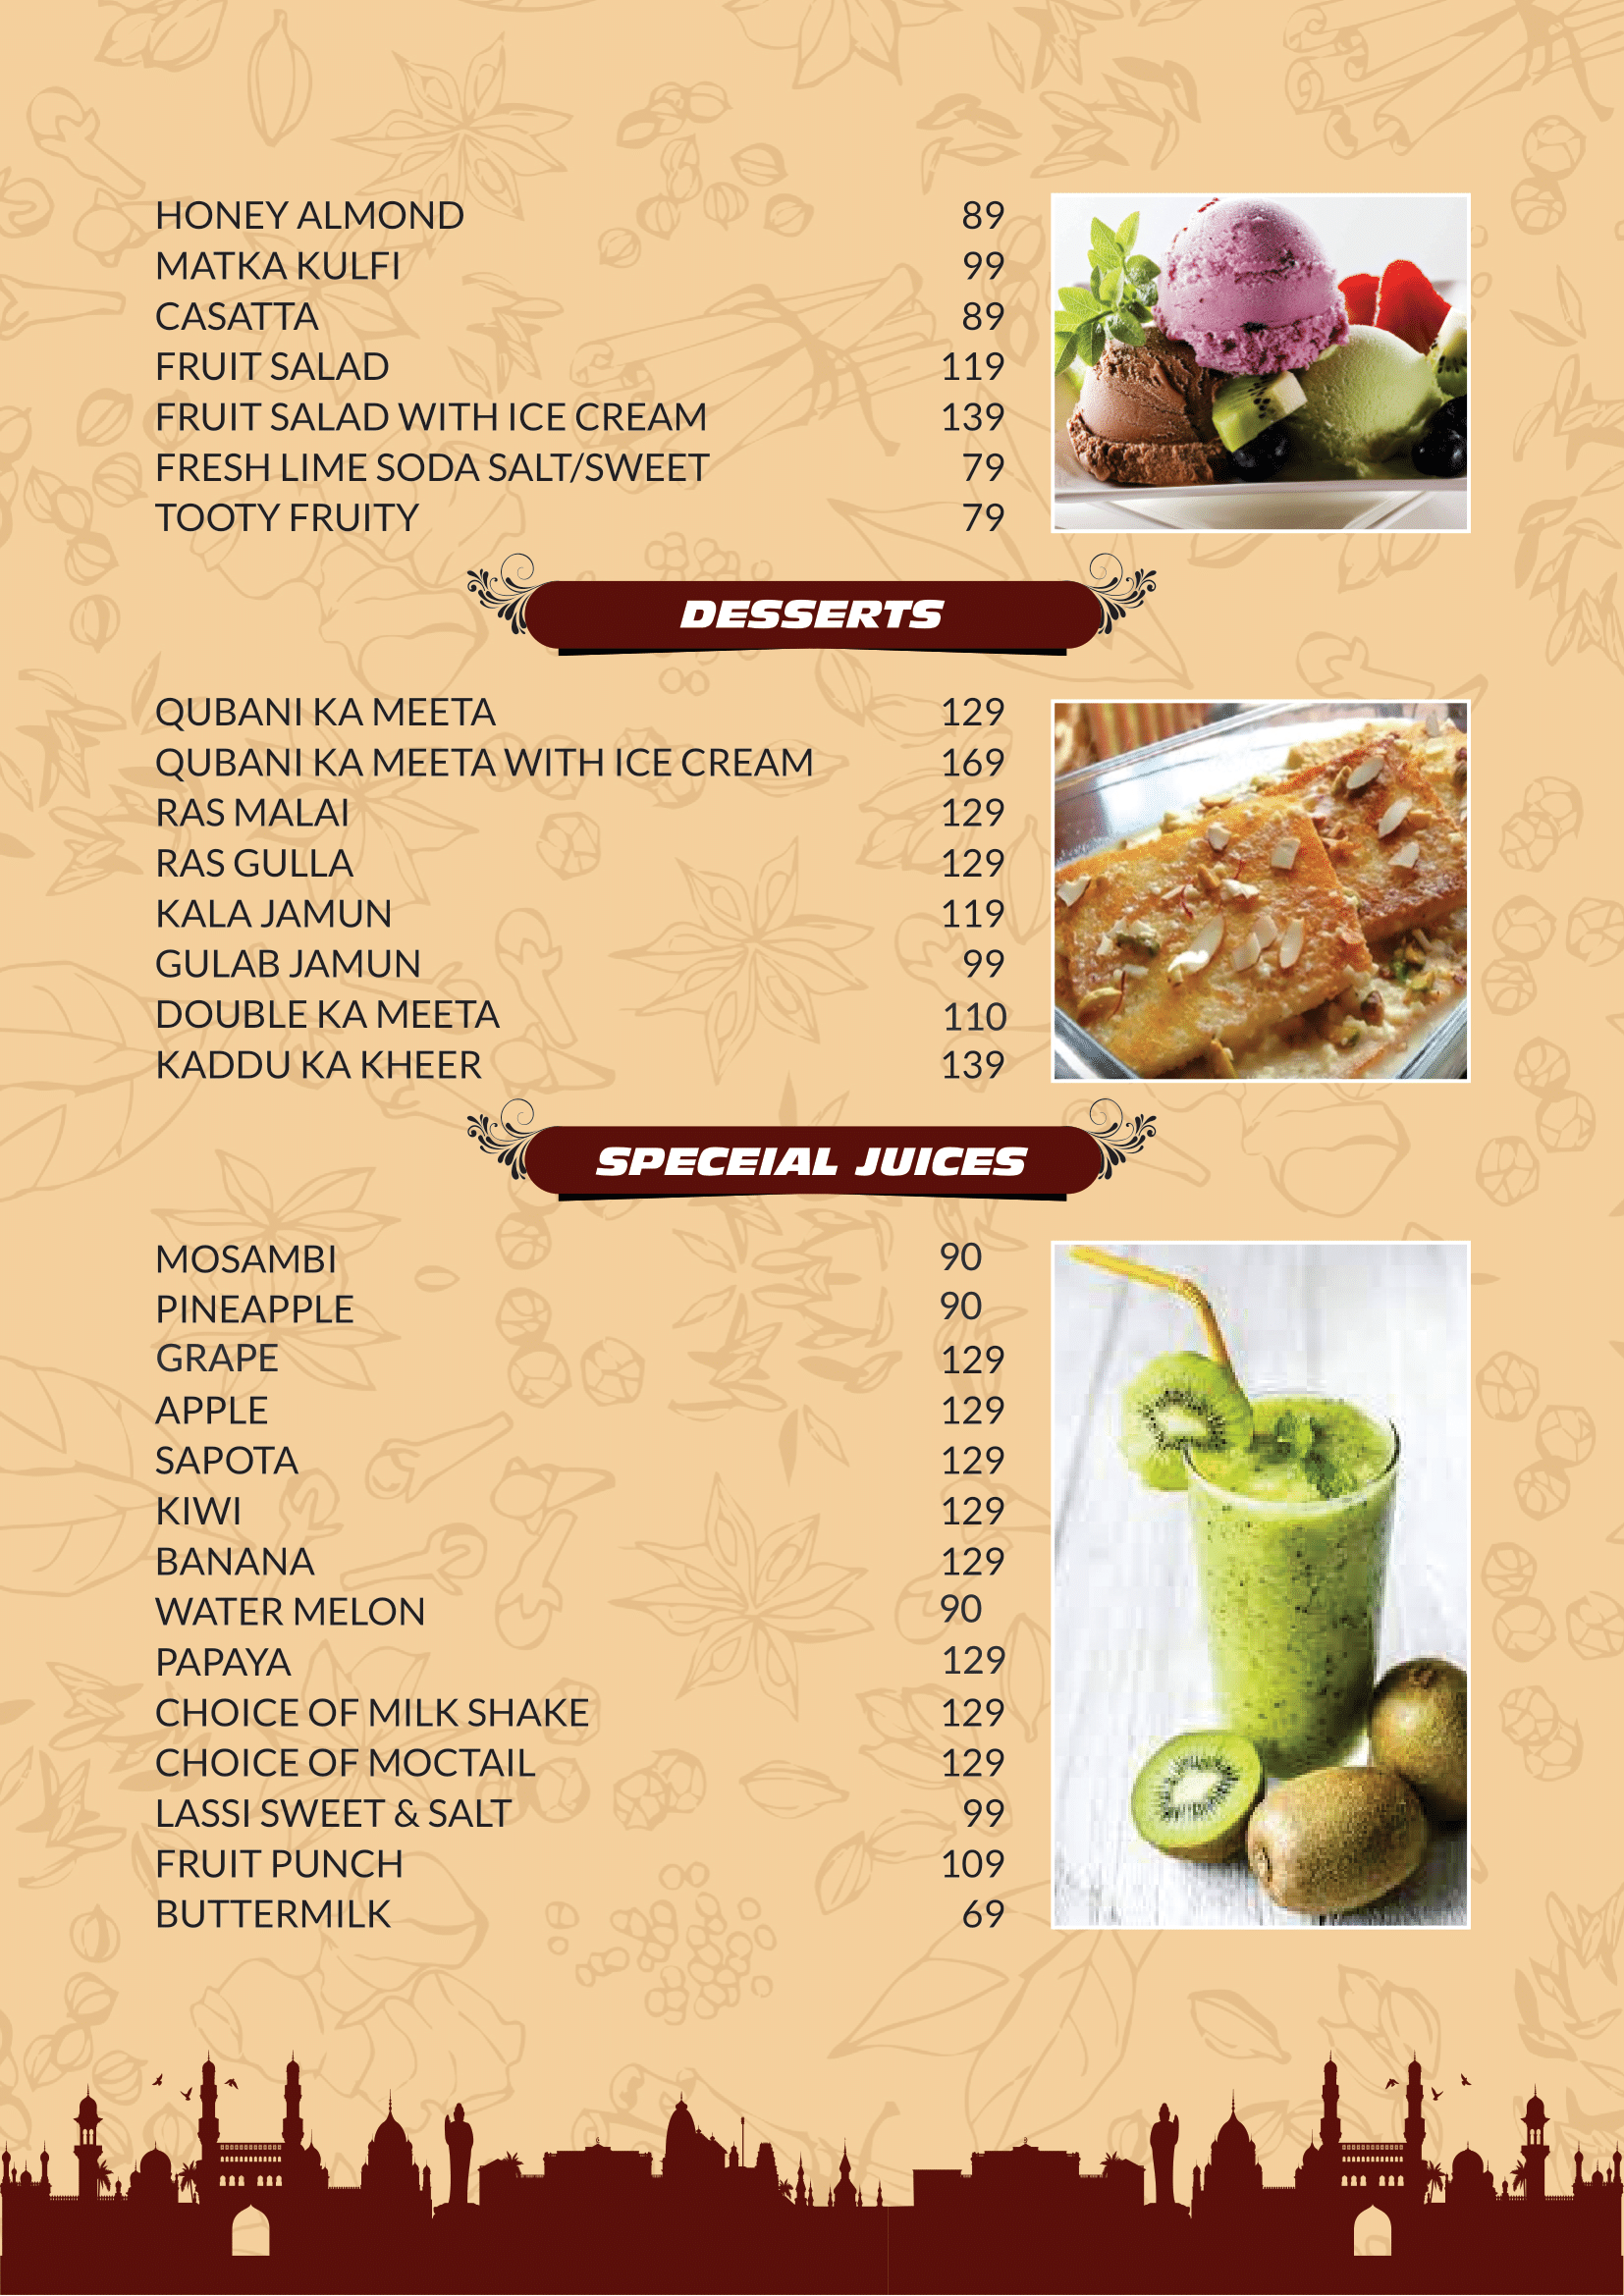 HONEY ALMOND 89
MATKA KULFI 99
CASATTA 89
FRUIT SALAD 119
FRUIT SALAD WITH ICE CREAM 139
FRESH LIME SODA SALT/SWEET 79
TOOTY FRUITY 79
DESSERTS
QUBANI KA MEETA 129
QUBANI KA MEETA WITH ICE CREAM 169
RAS MALAI 129
RAS GULLA 129
KALA JAMUN 119
GULAB JAMUN 99
DOUBLE KA MEETA 110
KADDU KA KHEER 139
SPECEIAL JUICES
MOSAMBI 90
PINEAPPLE 90
GRAPE 129
APPLE 129
SAPOTA 129
KIWI 129
BANANA 129
WATER MELON 90
PAPAYA 129
CHOICE OF MILK SHAKE 129
CHOICE OF MOCTAIL 129
LASSI SWEET & SALT 99
FRUIT PUNCH 109
BUTTERMILK 69